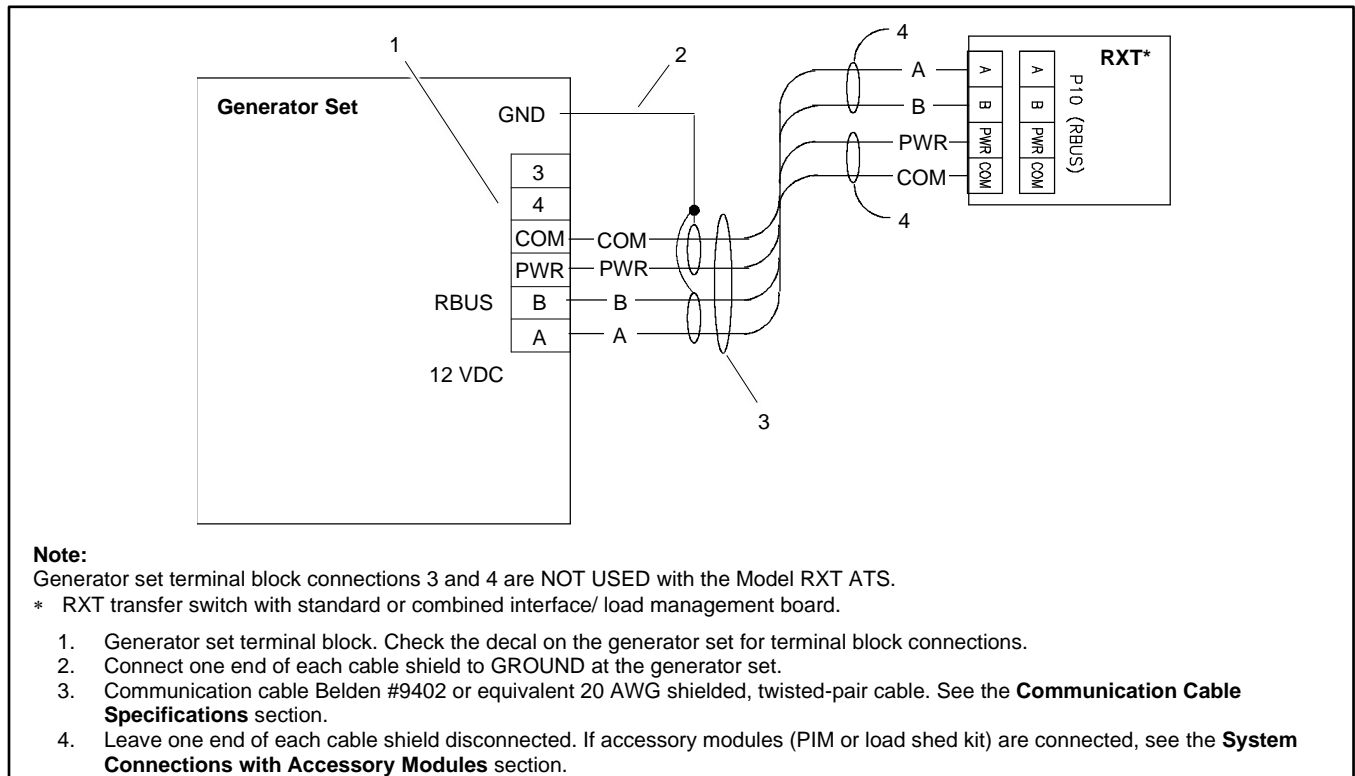 1
2
4
RXT*
Generator Set
GND
A
B
PWR
COM
A
B
PWR
COM
A
B
PWR
COM
P10 (RBUS)
4
3
4
COM
COM
PWR
PWR
RBUS
B
B
A
A
12 VDC
3
Note:
Generator set terminal block connections 3 and 4 are NOT USED with the Model RXT ATS.
* RXT transfer switch with standard or combined interface/ load management board.
1. Generator set terminal block. Check the decal on the generator set for terminal block connections.
2. Connect one end of each cable shield to GROUND at the generator set.
3. Communication cable Belden #9402 or equivalent 20 AWG shielded, twisted-pair cable. See the Communication Cable
Specifications section.
4. Leave one end of each cable shield disconnected. If accessory modules (PIM or load shed kit) are connected, see the System
Connections with Accessory Modules section.